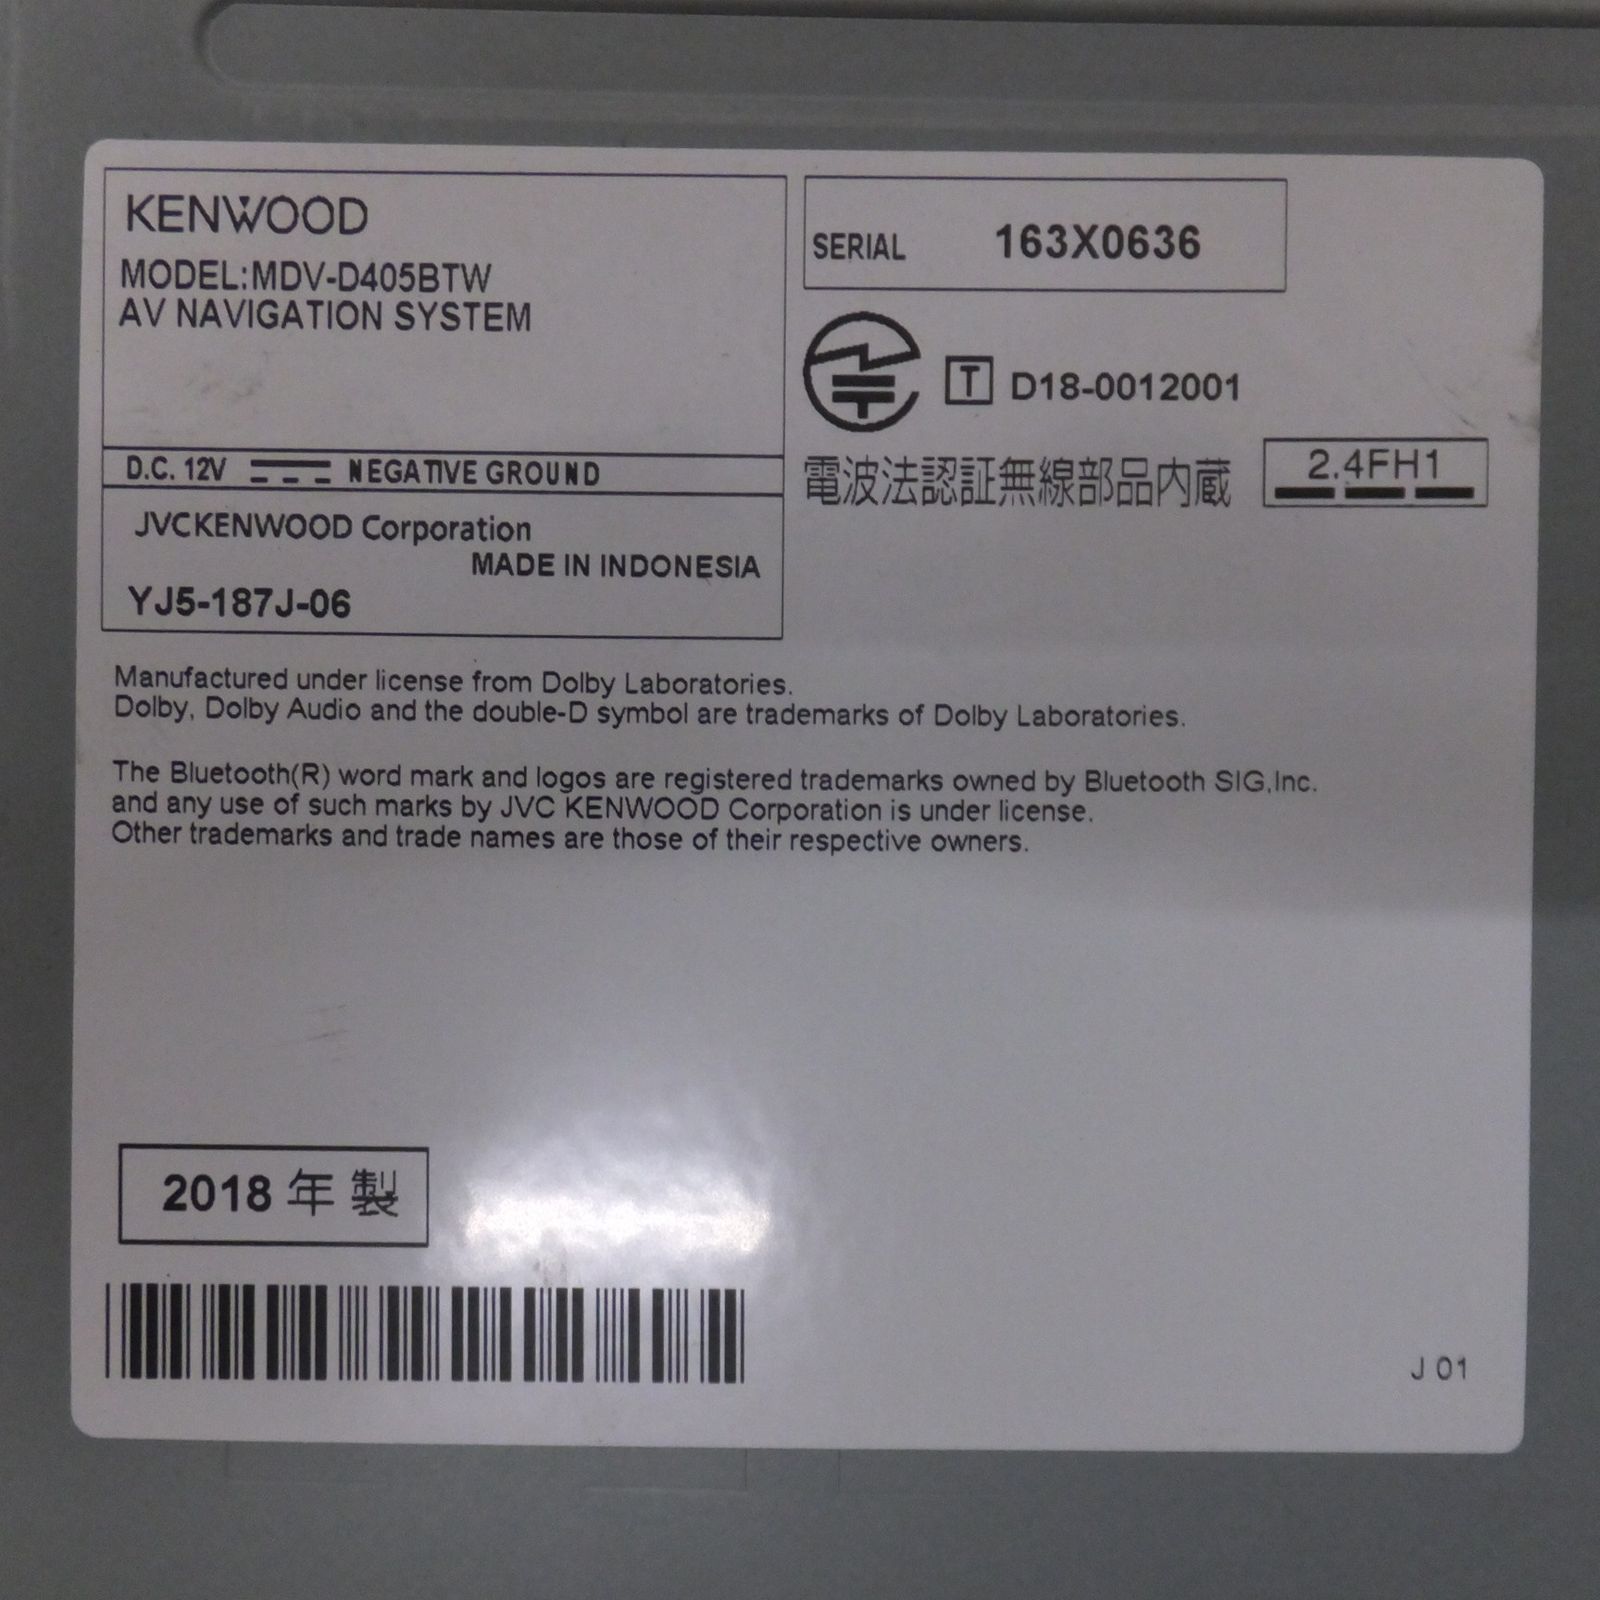 KENWOOD
MODEL:MDV-D405BTW
AV NAVIGATION SYSTEM
D.C. 12V NEGATIVE GROUND
JVCKENWOOD Corporation
MADE IN INDONESIA
YJ5-187J-06
SERIAL 163X0636
T D18-0012001
電波法認証無線部品内蔵 2.4FH1
Manufactured under license from Dolby Laboratories.
Dolby, Dolby Audio and the double-D symbol are trademarks of Dolby Laboratories.
The Bluetooth(R) word mark and logos are registered trademarks owned by Bluetooth SIG,Inc.
and any use of such marks by JVC KENWOOD Corporation is under license.
Other trademarks and trade names are those of their respective owners.
2018 年 製
J 01